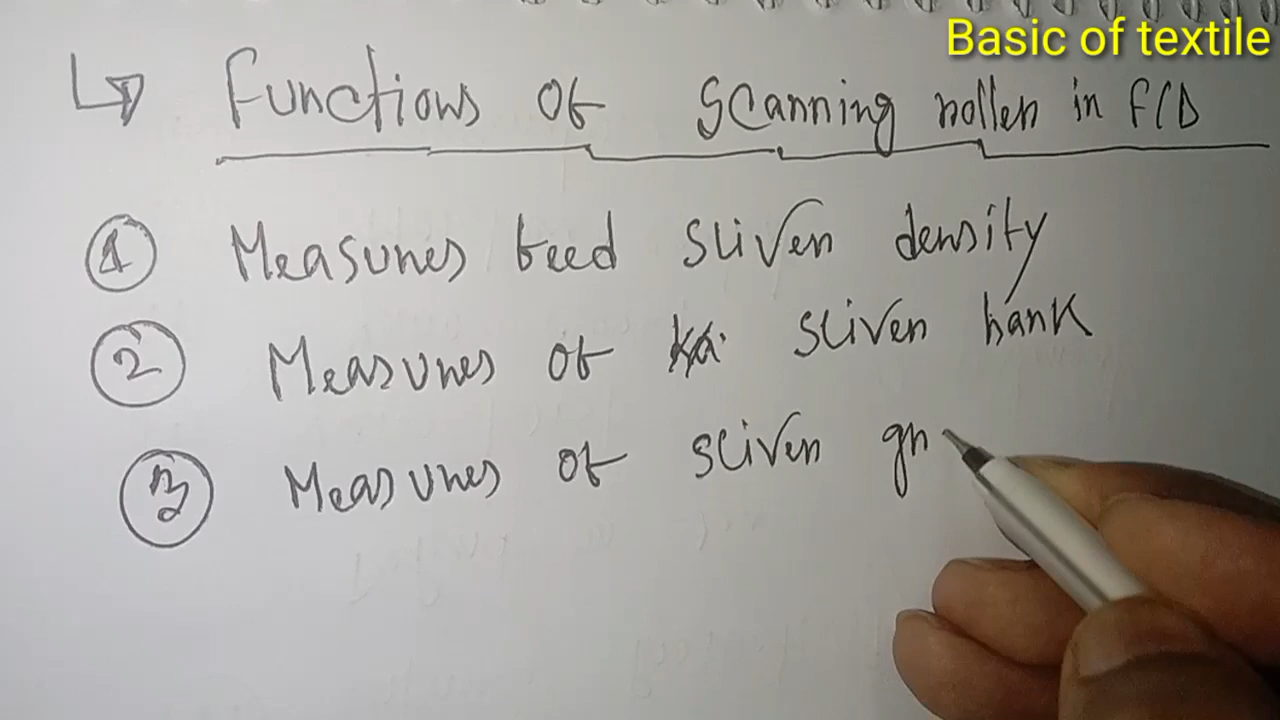 Basic of textile
Functions of Scanning roller in F/D
1 Measures feed sliver density
2 Measures of sliver hank
3 Measures of sliver gr